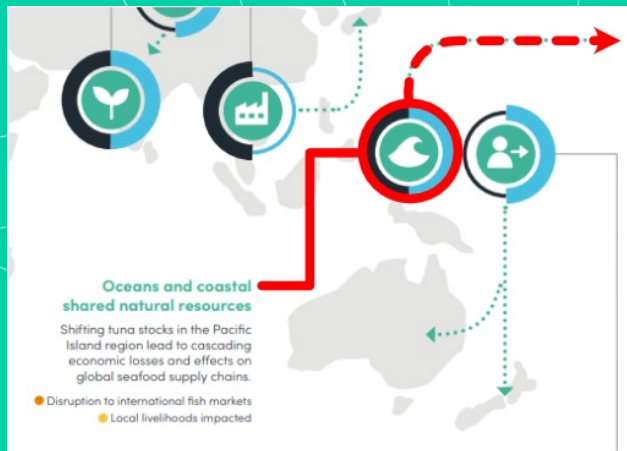 Oceans and coastal
shared natural resources
Shifting tuna stocks in the Pacific
Island region lead to cascading
economic losses and effects on
global seafood supply chains.
Disruption to international fish markets
Local livelihoods impacted